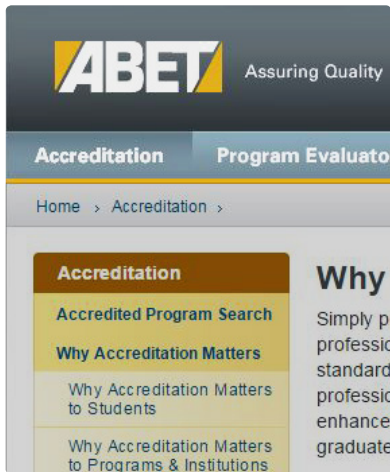 ABET Assuring Quality
Accreditation Program Evaluato
Home > Accreditation >
Accreditation
Accredited Program Search
Why Accreditation Matters
Why Accreditation Matters
to Students
Why Accreditation Matters
to Programs & Institutions
Why
Simply p
professio
standard
professio
enhance
graduate